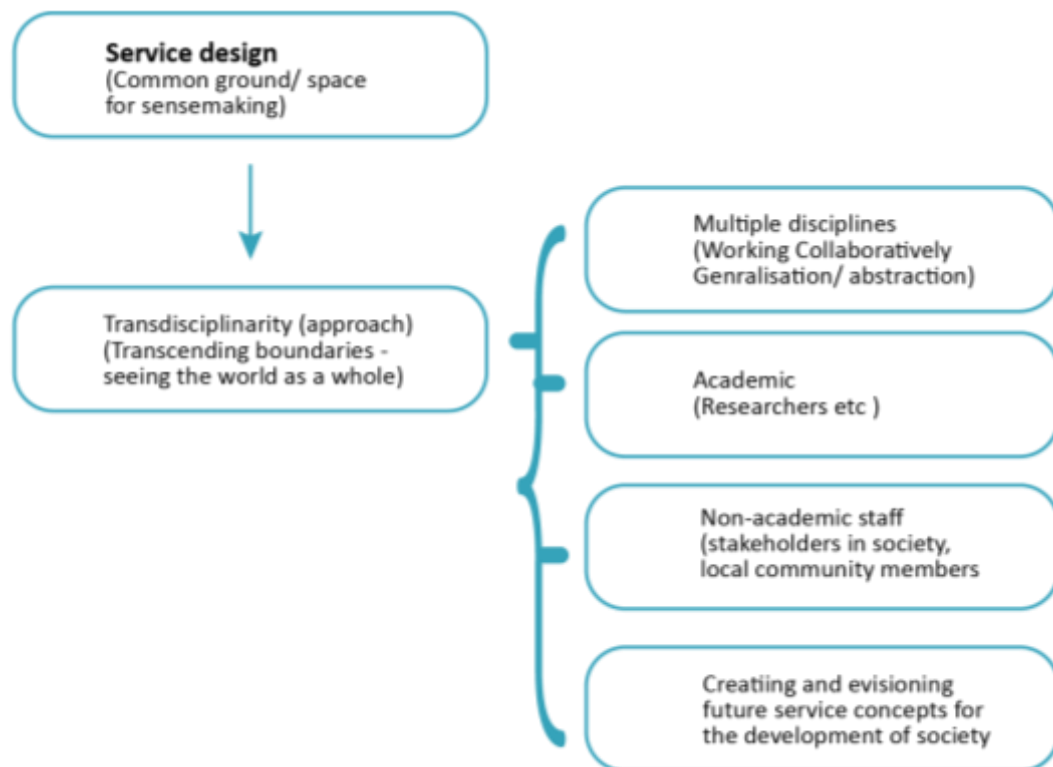 Service design
(Common ground/ space
for sensemaking)
Transdisciplinarity (approach)
(Transcending boundaries -
seeing the world as a whole)
Multiple disciplines
(Working Collaboratively
Genralisation/ abstraction)
Academic
(Researchers etc )
Non-academic staff
(stakeholders in society,
local community members
Creatiing and evisioning
future service concepts for
the development of society